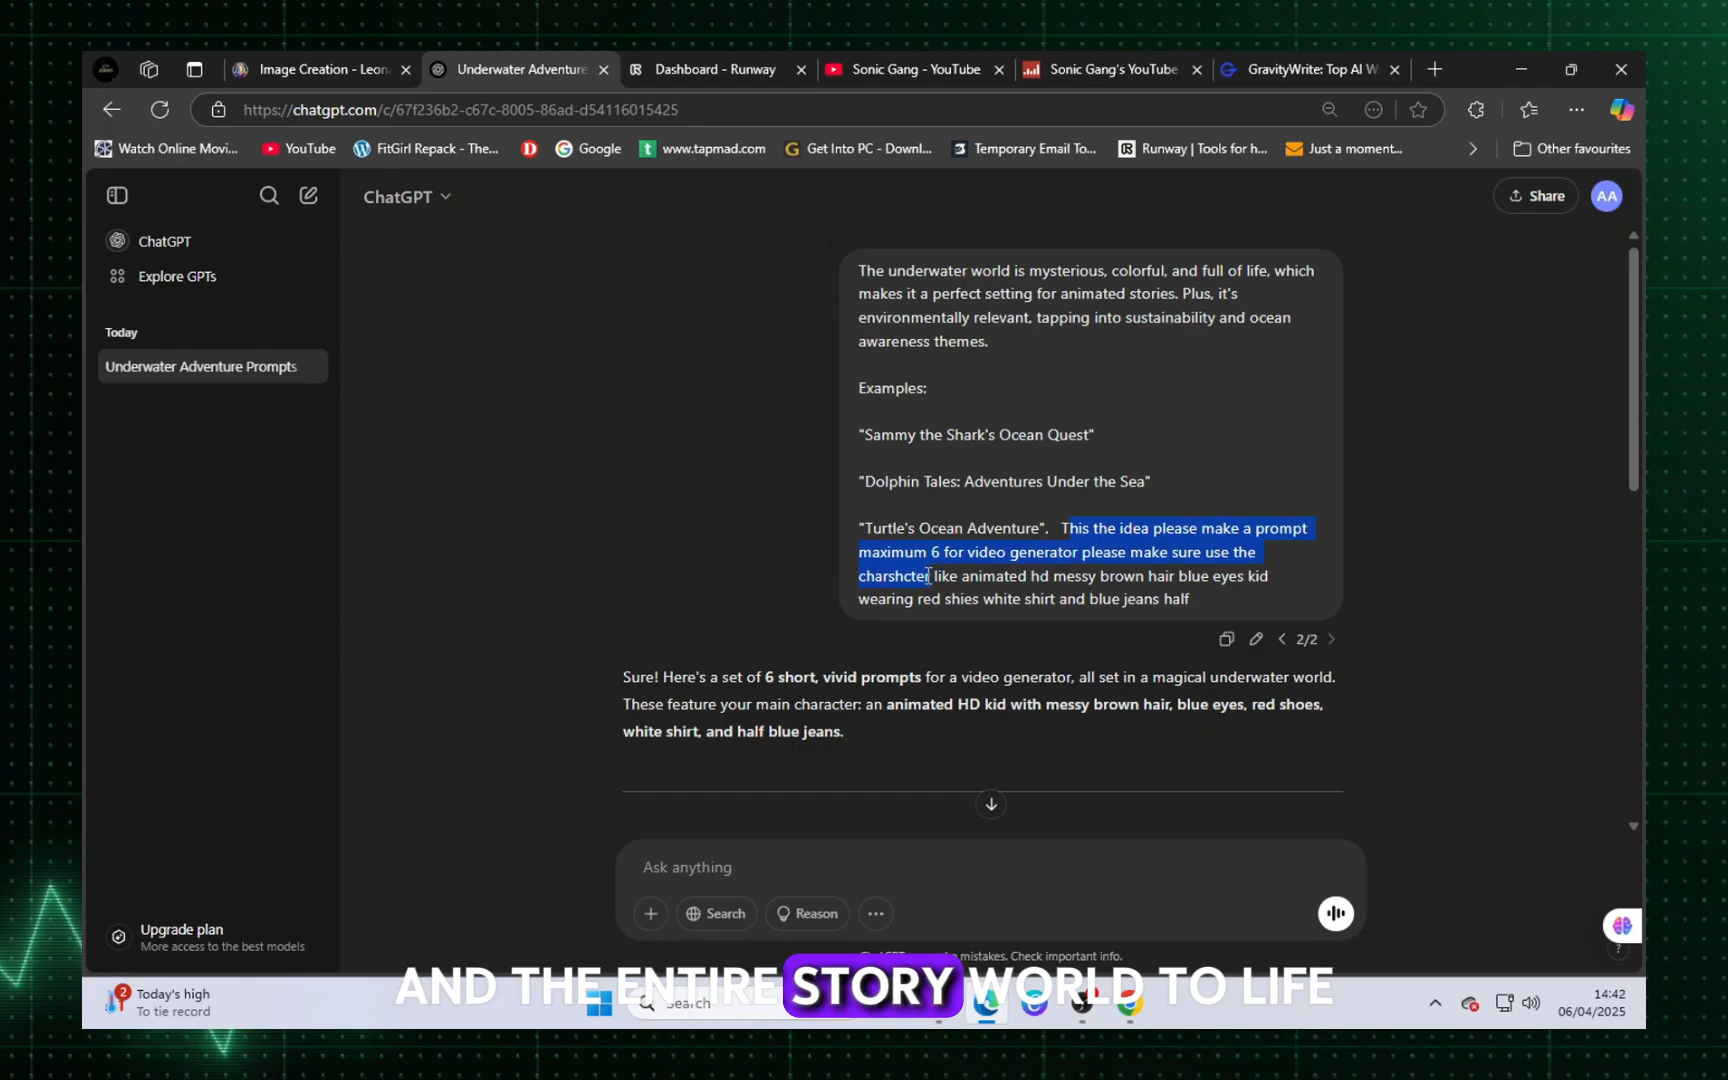 Image Creation - Leon
Underwater Adventure
Dashboard - Runway
Sonic Gang - YouTube
Sonic Gang's YouTube
GravityWrite: Top AI W
https://chatgpt.com/c/67f236b2-c67c-8005-86ad-d54116015425
Watch Online Movi...
YouTube
FitGirl Repack - The...
Google
www.tapmad.com
Get Into PC - Downl...
Temporary Email To...
Runway | Tools for h...
Just a moment...
Other favourites
ChatGPT
Share
AA
ChatGPT
Explore GPTs
Today
Underwater Adventure Prompts
The underwater world is mysterious, colorful, and full of life, which
makes it a perfect setting for animated stories. Plus, it's
environmentally relevant, tapping into sustainability and ocean
awareness themes.
Examples:
"Sammy the Shark's Ocean Quest"
"Dolphin Tales: Adventures Under the Sea"
"Turtle's Ocean Adventure". This the idea please make a prompt
maximum 6 for video generator please make sure use the
charshcter like animated hd messy brown hair blue eyes kid
wearing red shies white shirt and blue jeans half
2/2
Sure! Here's a set of 6 short, vivid prompts for a video generator, all set in a magical underwater world.
These feature your main character: an animated HD kid with messy brown hair, blue eyes, red shoes,
white shirt, and half blue jeans.
Ask anything
Search
Reason
Upgrade plan
More access to the best models
mistakes. Check important info.
?
AND THE ENTIRE STORY WORLD TO LIFE
2
Today's high
To tie record
Search
14:42
06/04/2025